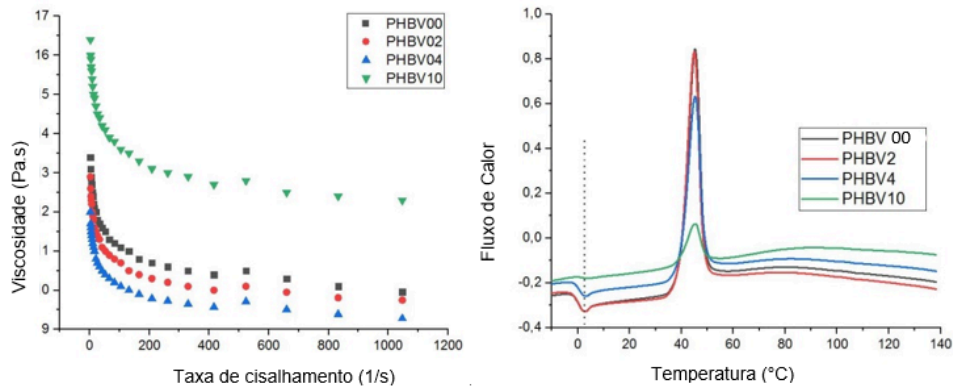 17
16
5
4
3
2
1
x
9
0
200
400
600
800
1000
1200
Viscosidade (Pa.s)
Taxa de cisalhamento (1/s)
PHBV00
PHBV02
PHBV04
PHBV10
1,0
0,8
0,6
0,4
0,2
0,0
-0,2
-0,4
0
20
40
60
80
100
120
140
Fluxo de Calor
Temperatura (°C)
PHBV 00
PHBV2
PHBV4
PHBV10